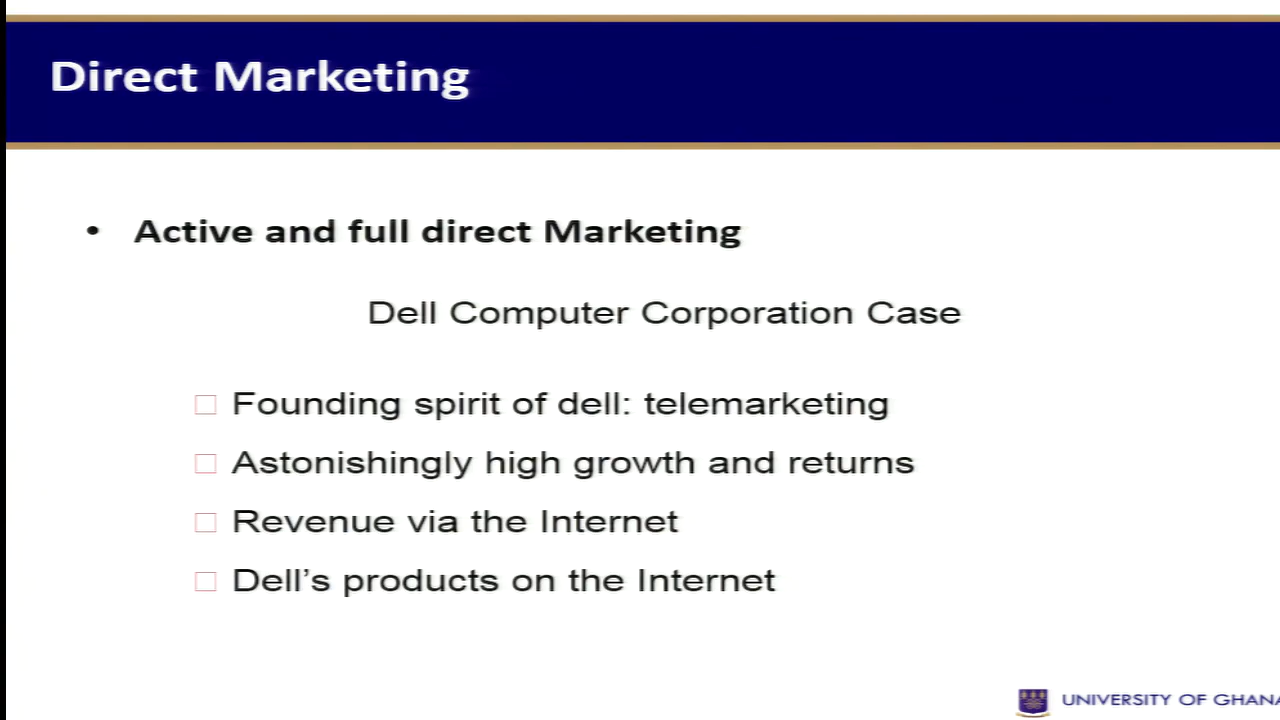 Direct Marketing
• Active and full direct Marketing
Dell Computer Corporation Case
□ Founding spirit of dell: telemarketing
□ Astonishingly high growth and returns
□ Revenue via the Internet
□ Dell’s products on the Internet
UNIVERSITY OF GHANA